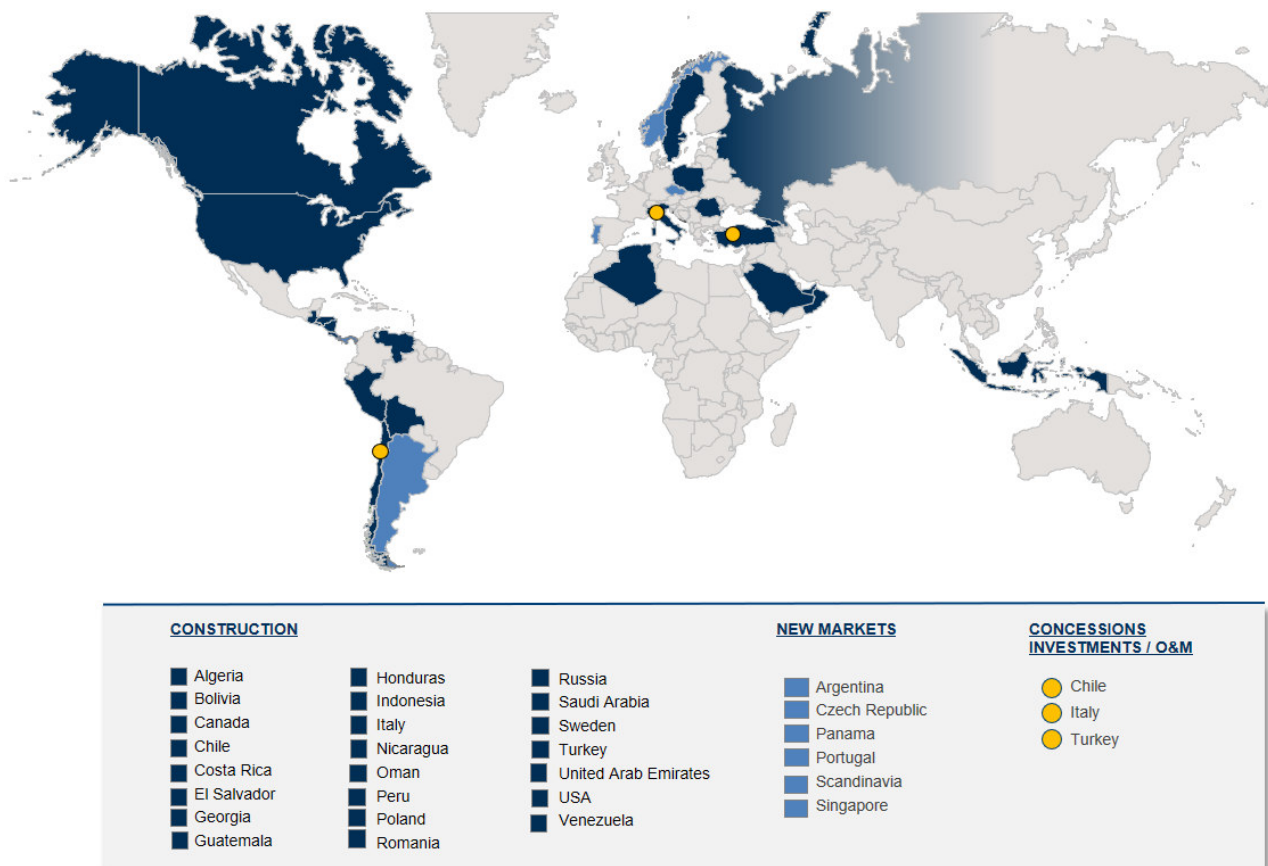 CONSTRUCTION
Algeria
Bolivia
Canada
Chile
Costa Rica
El Salvador
Georgia
Guatemala
Honduras
Indonesia
Italy
Nicaragua
Oman
Peru
Poland
Romania
Russia
Saudi Arabia
Sweden
Turkey
United Arab Emirates
USA
Venezuela
NEW MARKETS
Argentina
Czech Republic
Panama
Portugal
Scandinavia
Singapore
CONCESSIONS
INVESTMENTS / O&M
Chile
Italy
Turkey